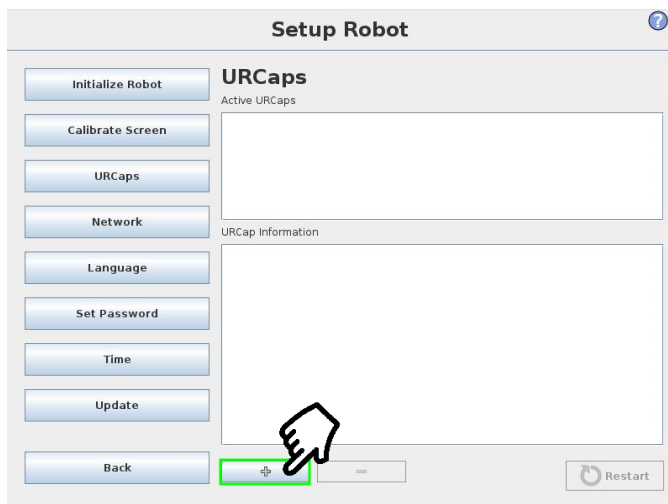 Setup Robot
?
Initialize Robot
Calibrate Screen
URCaps
Network
Language
Set Password
Time
Update
Back
URCaps
Active URCaps
URCap Information
+
−
Restart